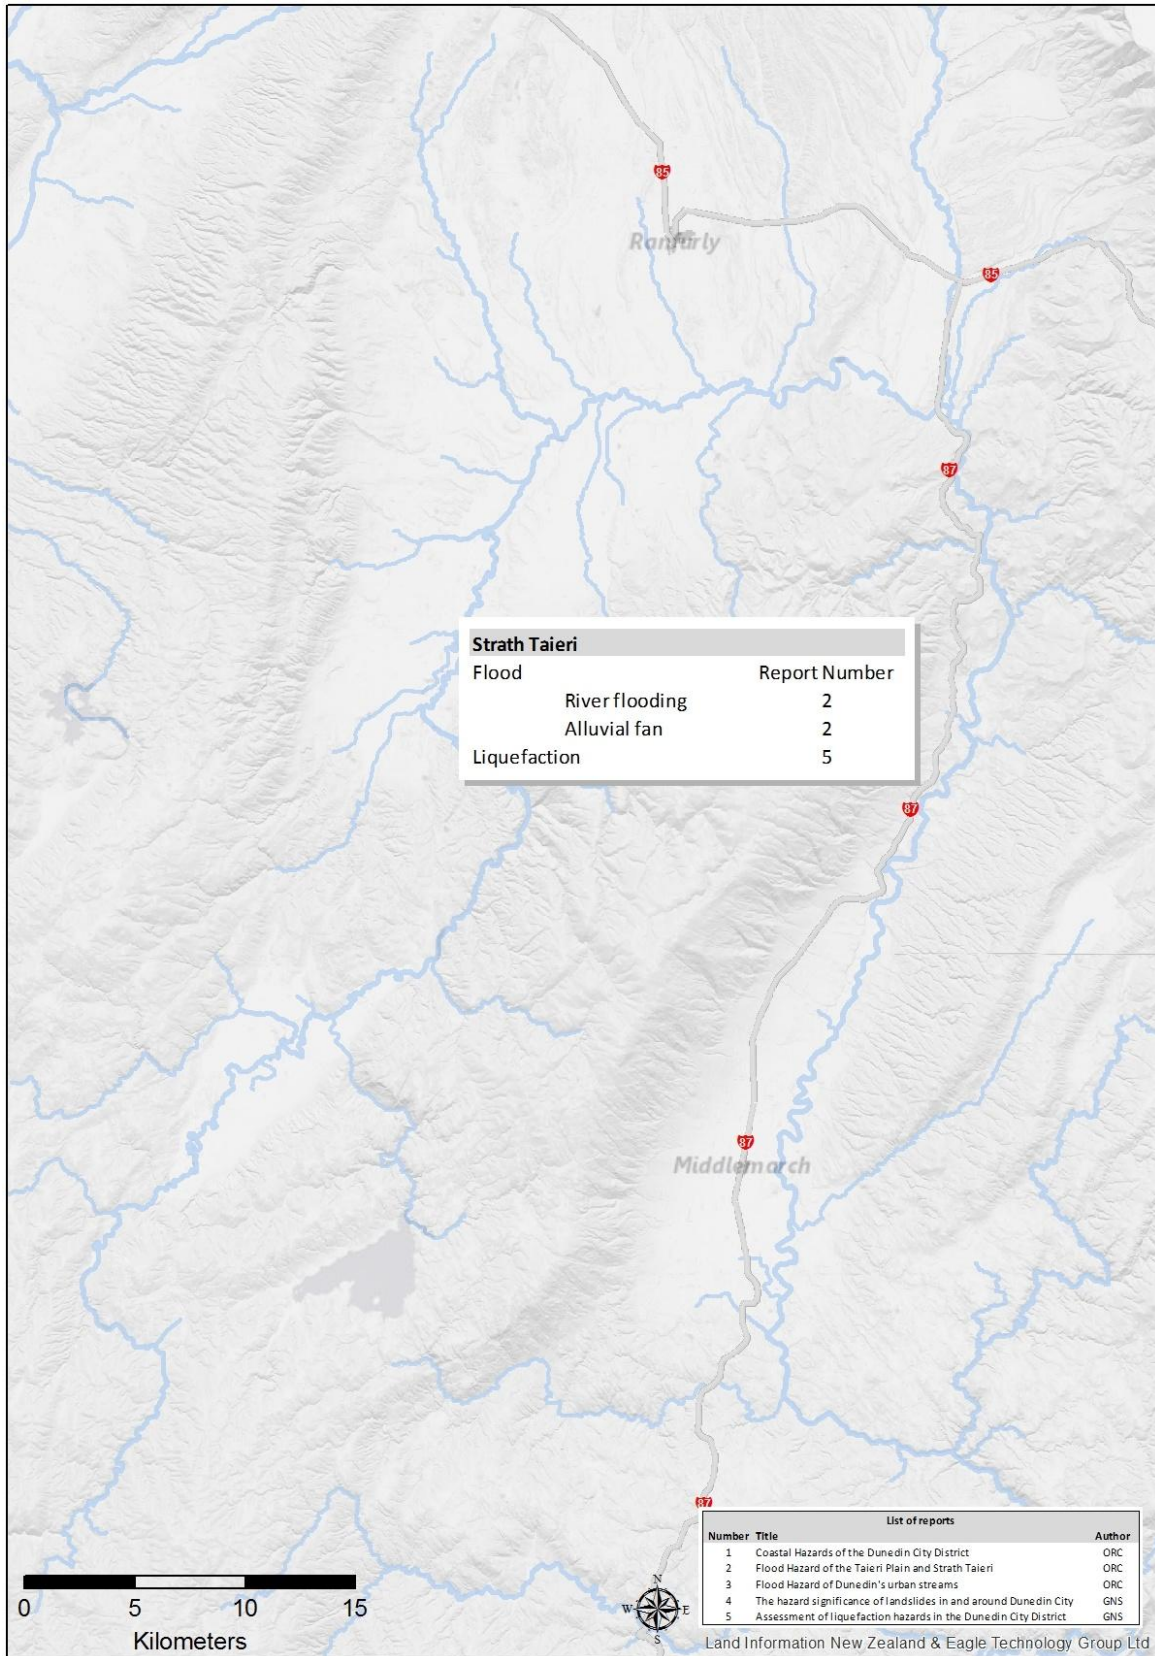 85
Ranfurly
85
87
Strath Taieri
Flood Report Number
River flooding 2
Alluvial fan 2
Liquefaction 5
87
87
Middlemarch
87
List of reports
Number Title Author
1 Coastal Hazards of the Dunedin City District ORC
2 Flood Hazard of the Taieri Plain and Strath Taieri ORC
3 Flood Hazard of Dunedin's urban streams ORC
4 The hazard significance of landslides in and around Dunedin City GNS
5 Assessment of liquefaction hazards in the Dunedin City District GNS
0 5 10 15
Kilometers
N
W E
S
Land Information New Zealand & Eagle Technology Group Ltd